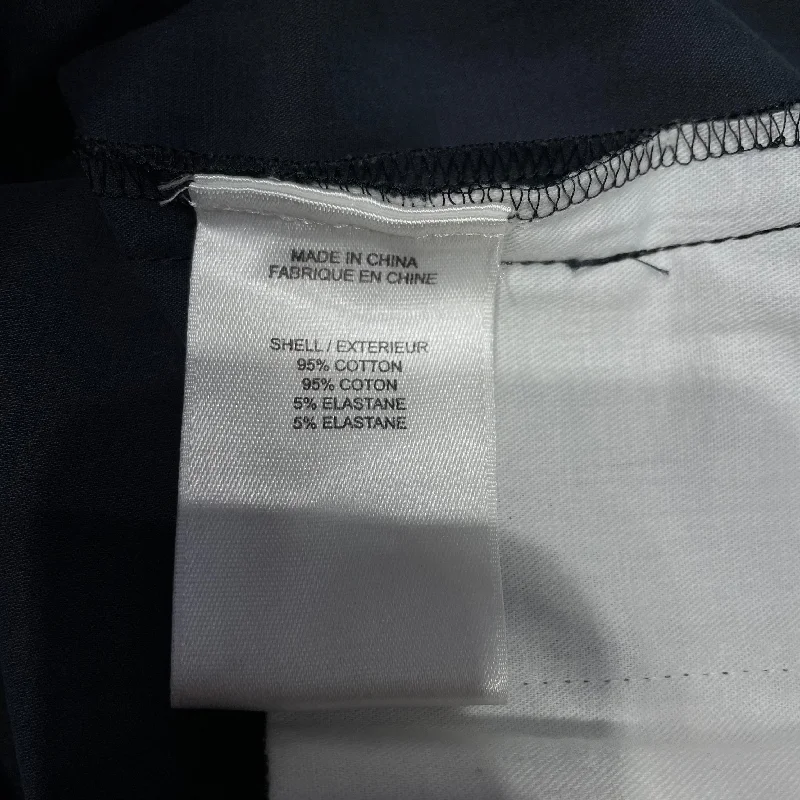 MADE IN CHINA
FABRIQUE EN CHINE
SHELL / EXTERIEUR
95% COTTON
95% COTON
5% ELASTANE
5% ELASTANE